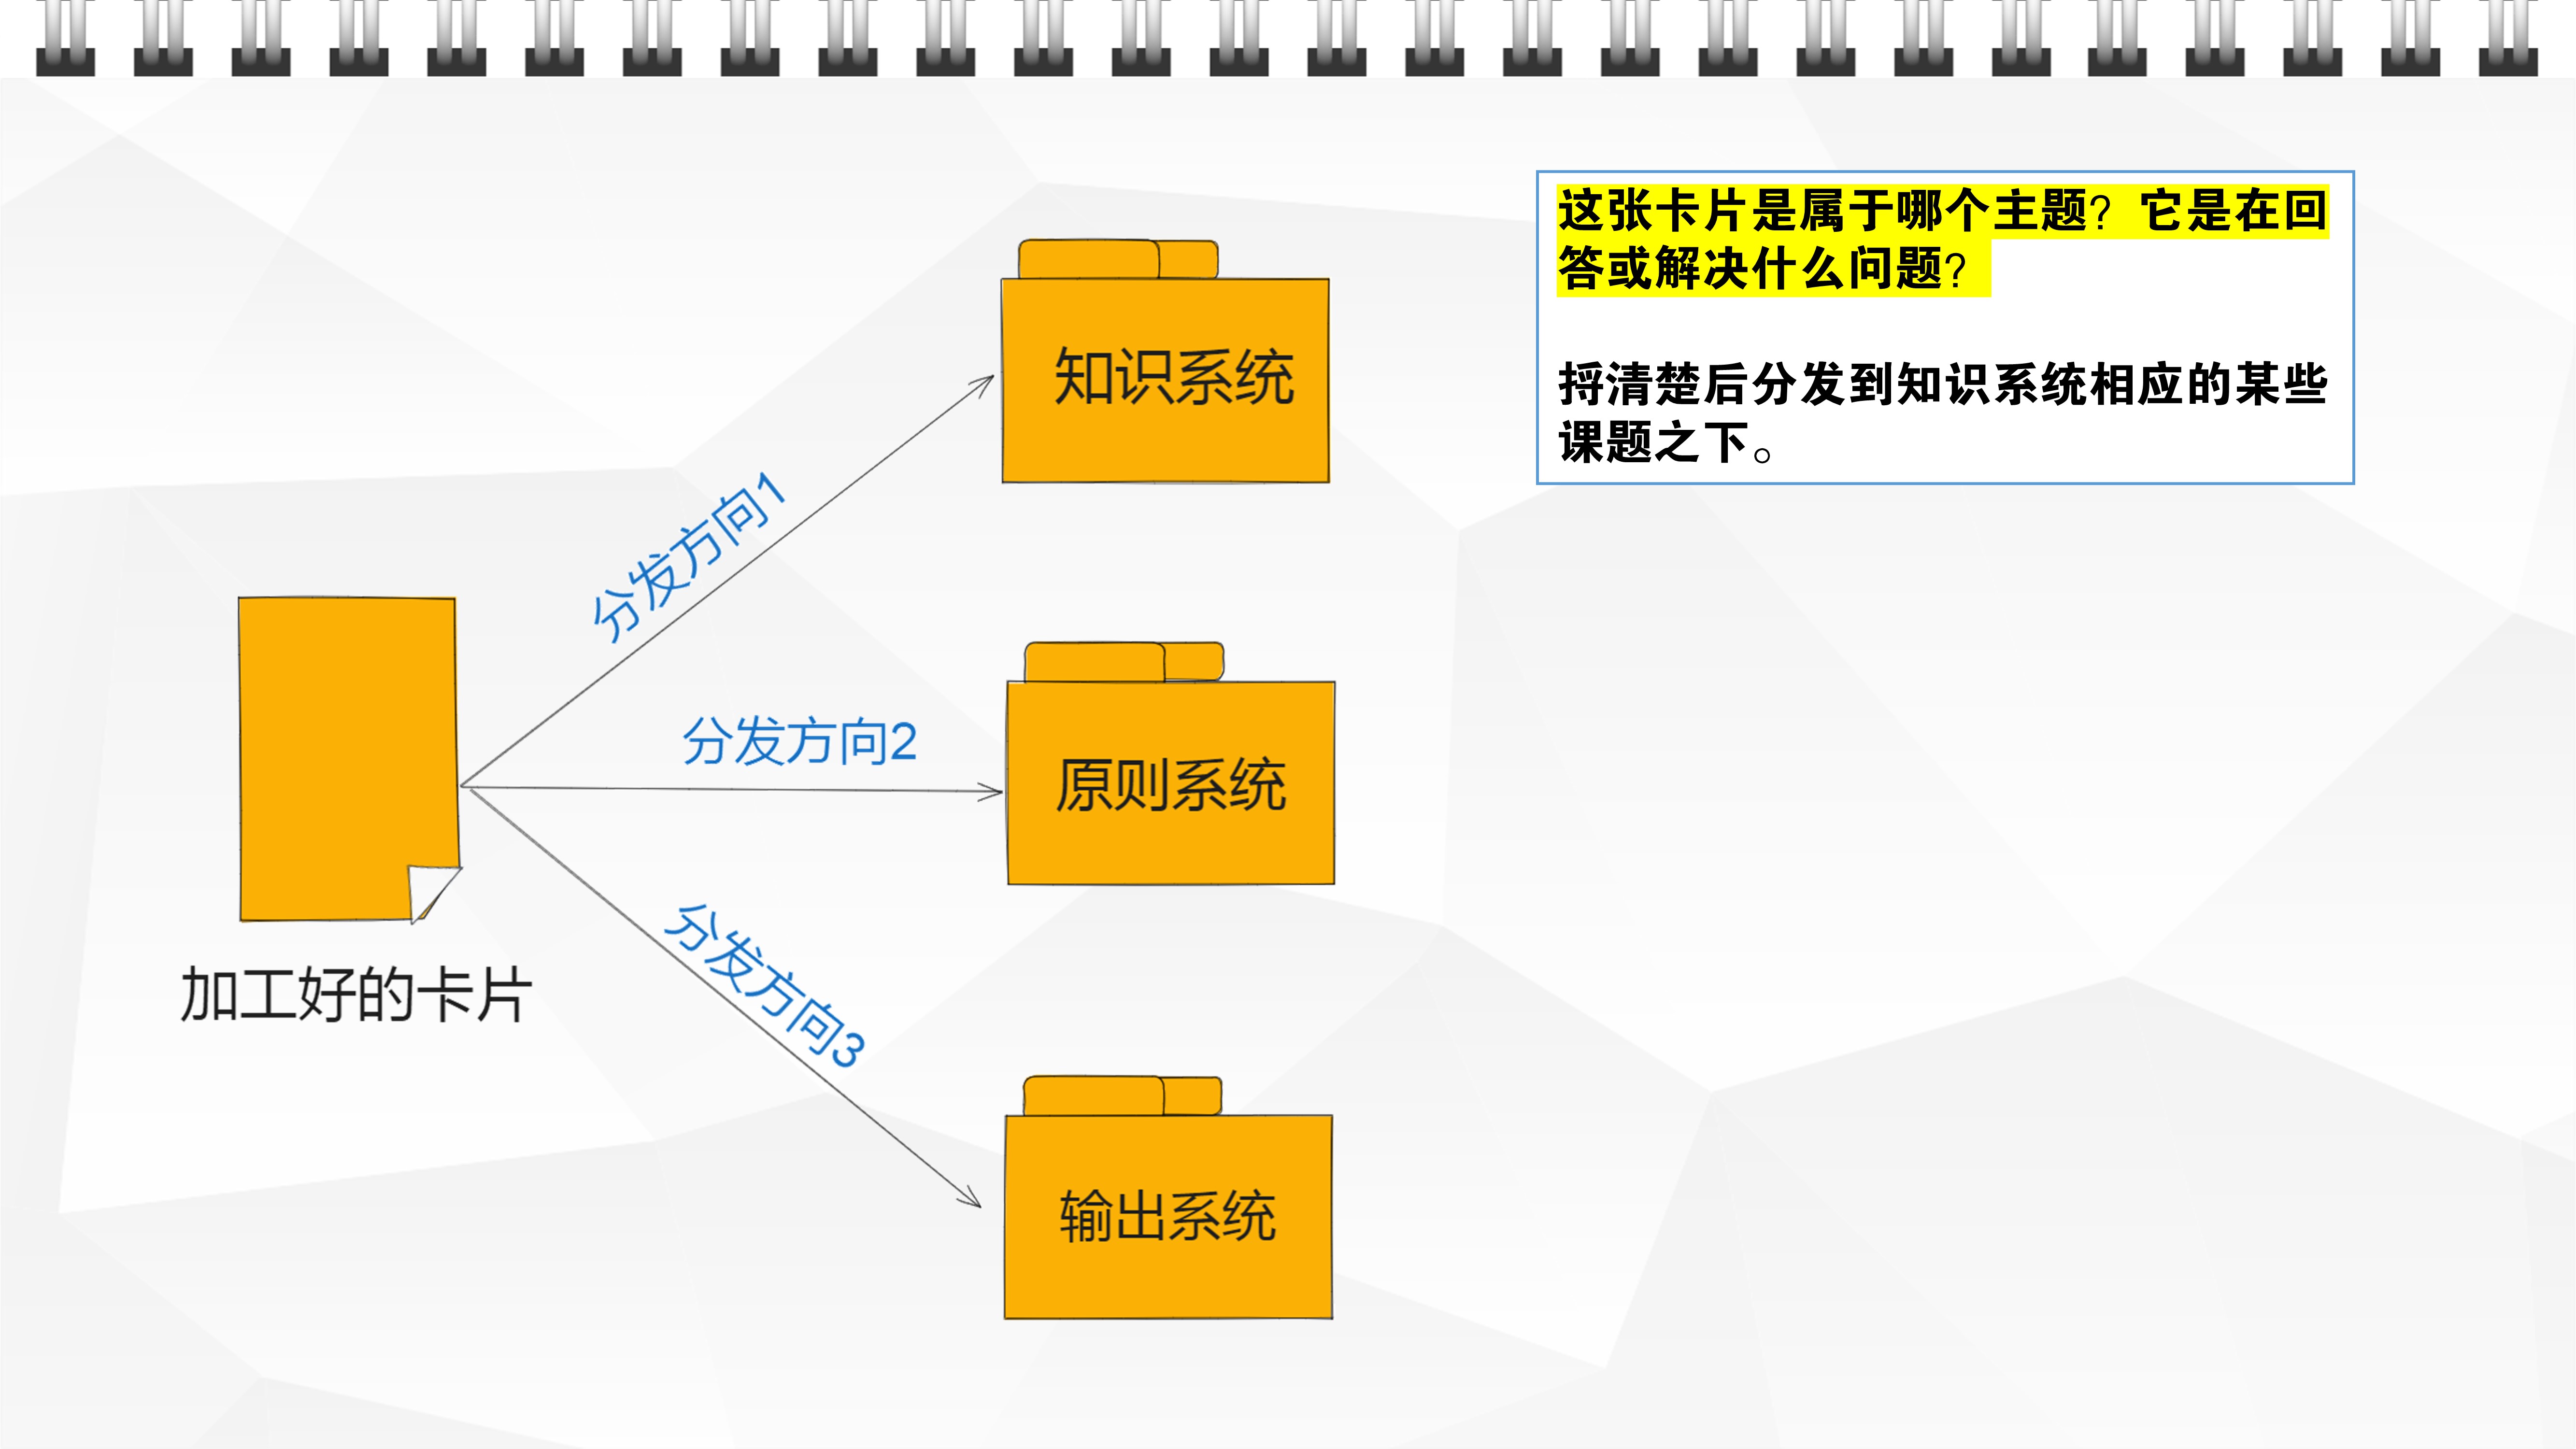 这张卡片是属于哪个主题？它是在回
答或解决什么问题？
捋清楚后分发到知识系统相应的某些
课题之下。
知识系统
分发方向1
分发方向2
原则系统
加工好的卡片
分发方向3
输出系统